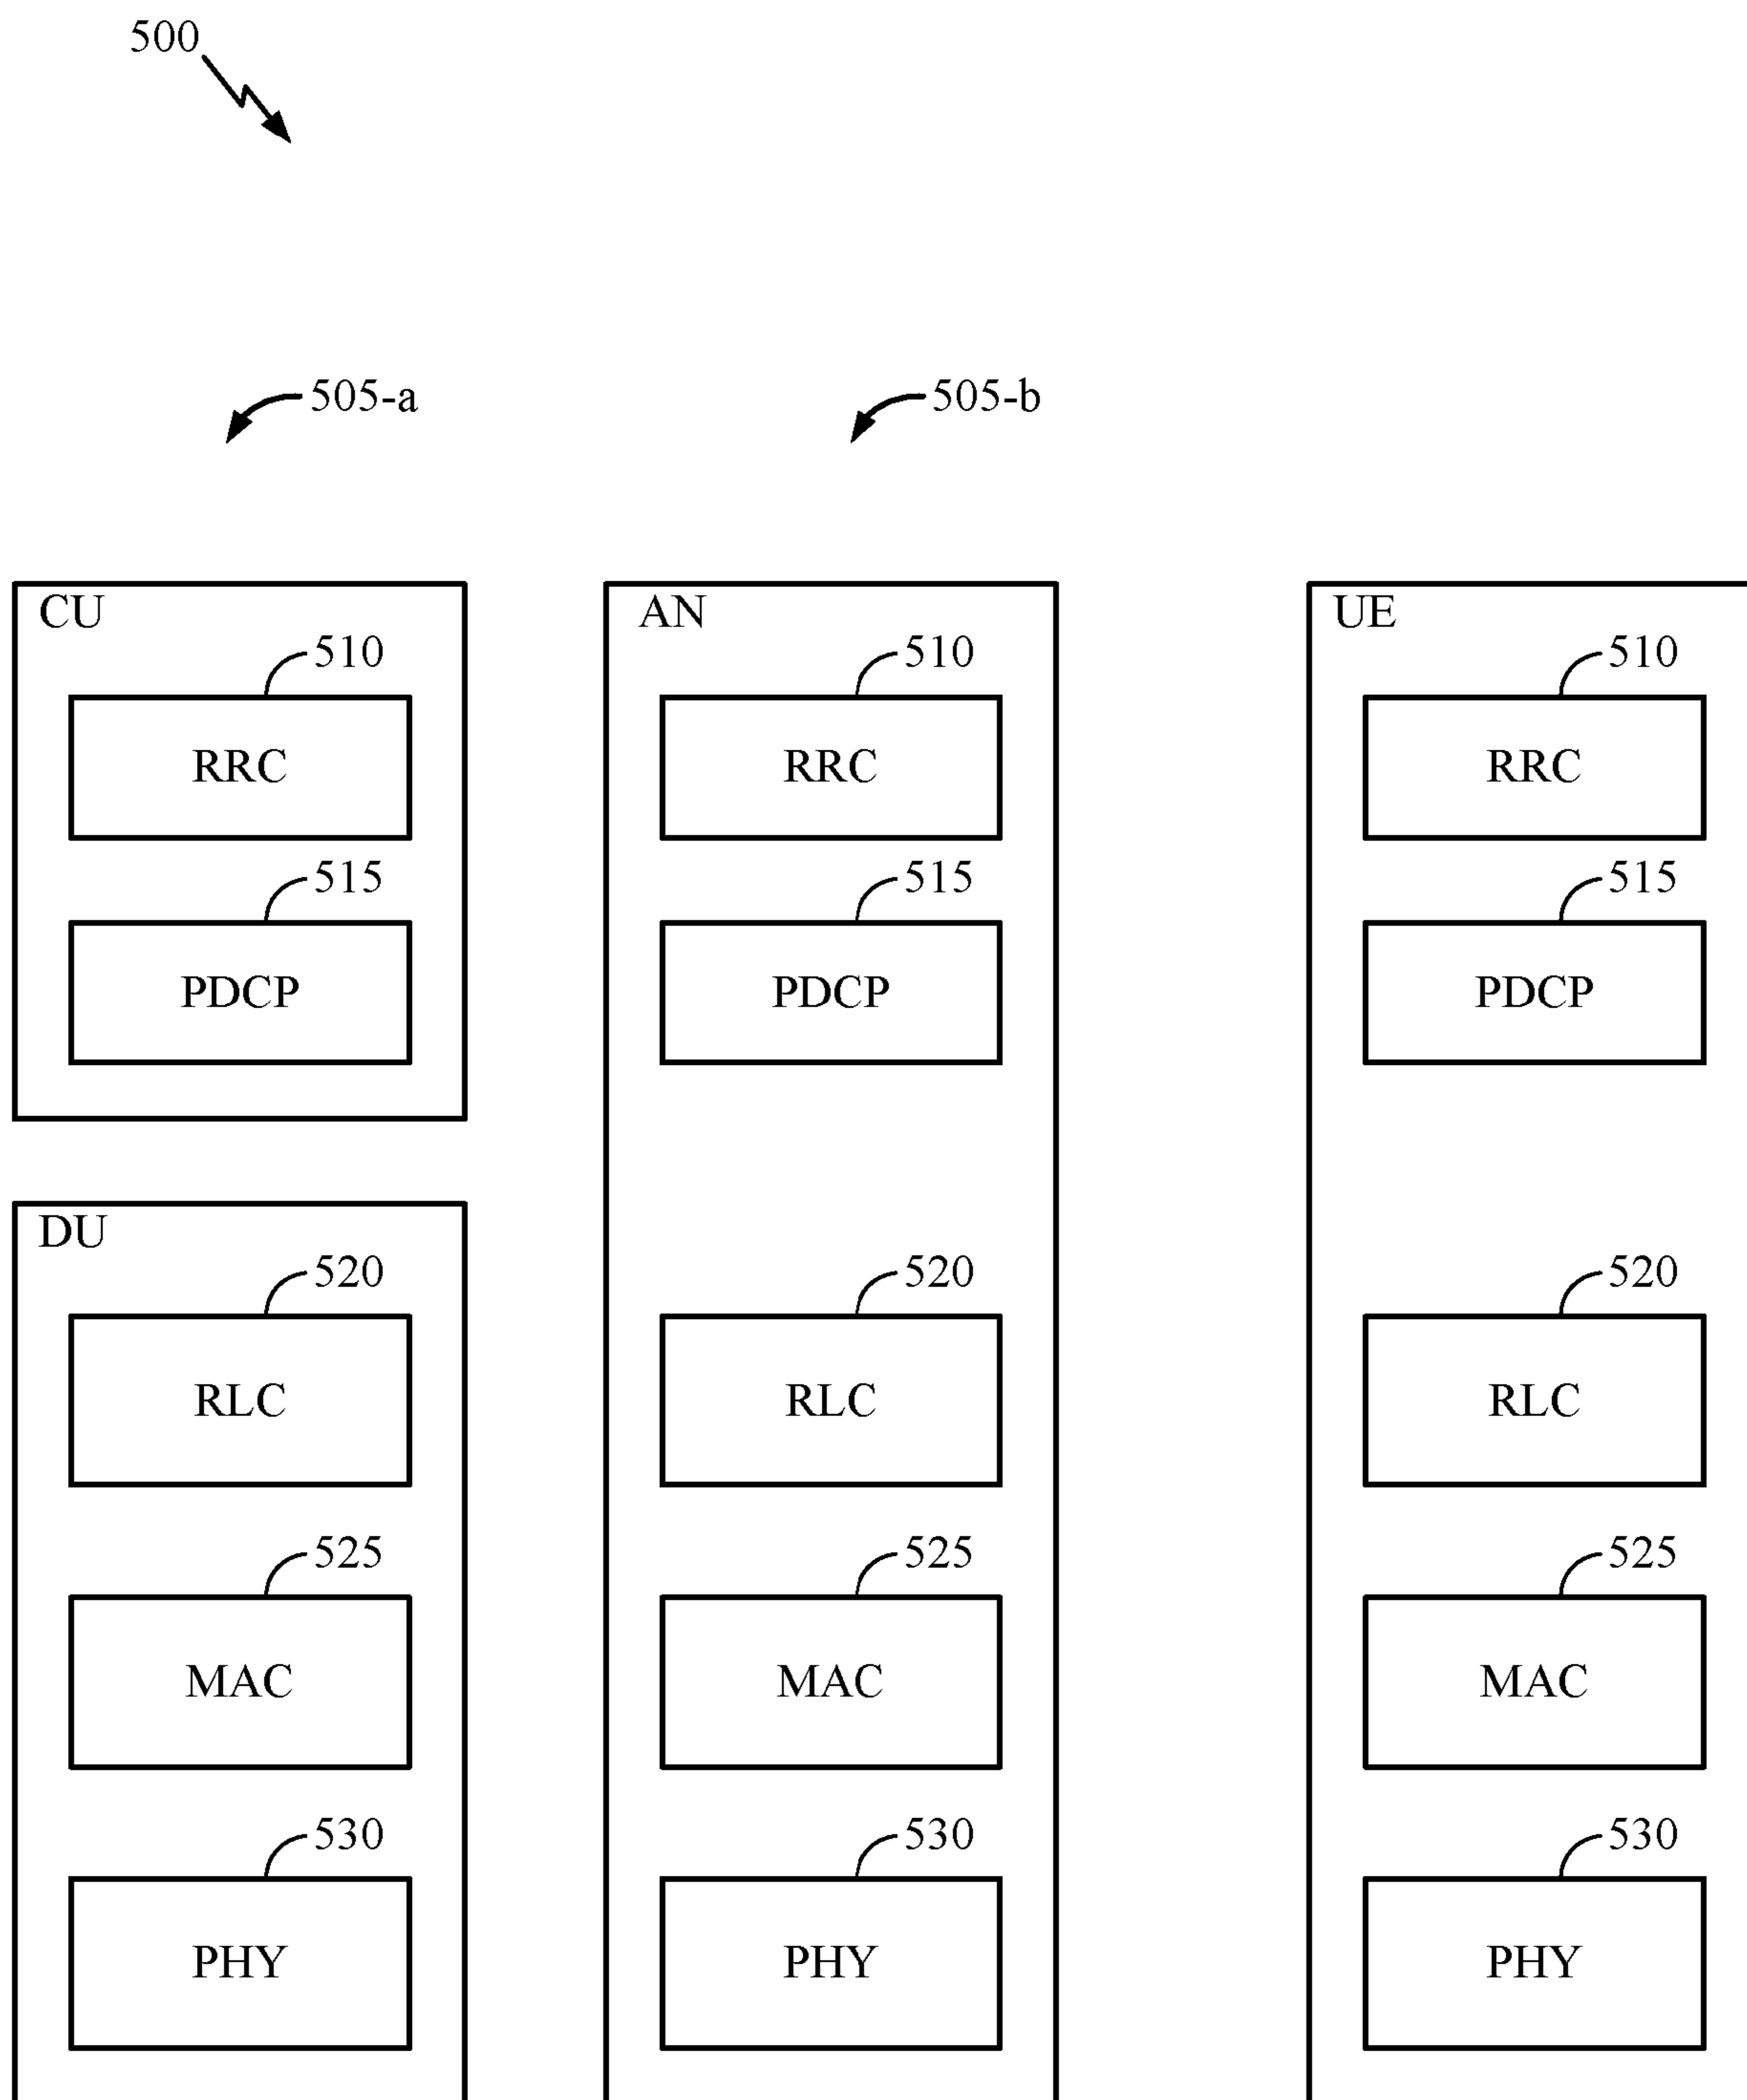 500
505-a 505-b
CU AN UE
510 510 510
RRC RRC RRC
515 515 515
PDCP PDCP PDCP
DU
520 520 520
RLC RLC RLC
525 525 525
MAC MAC MAC
530 530 530
PHY PHY PHY